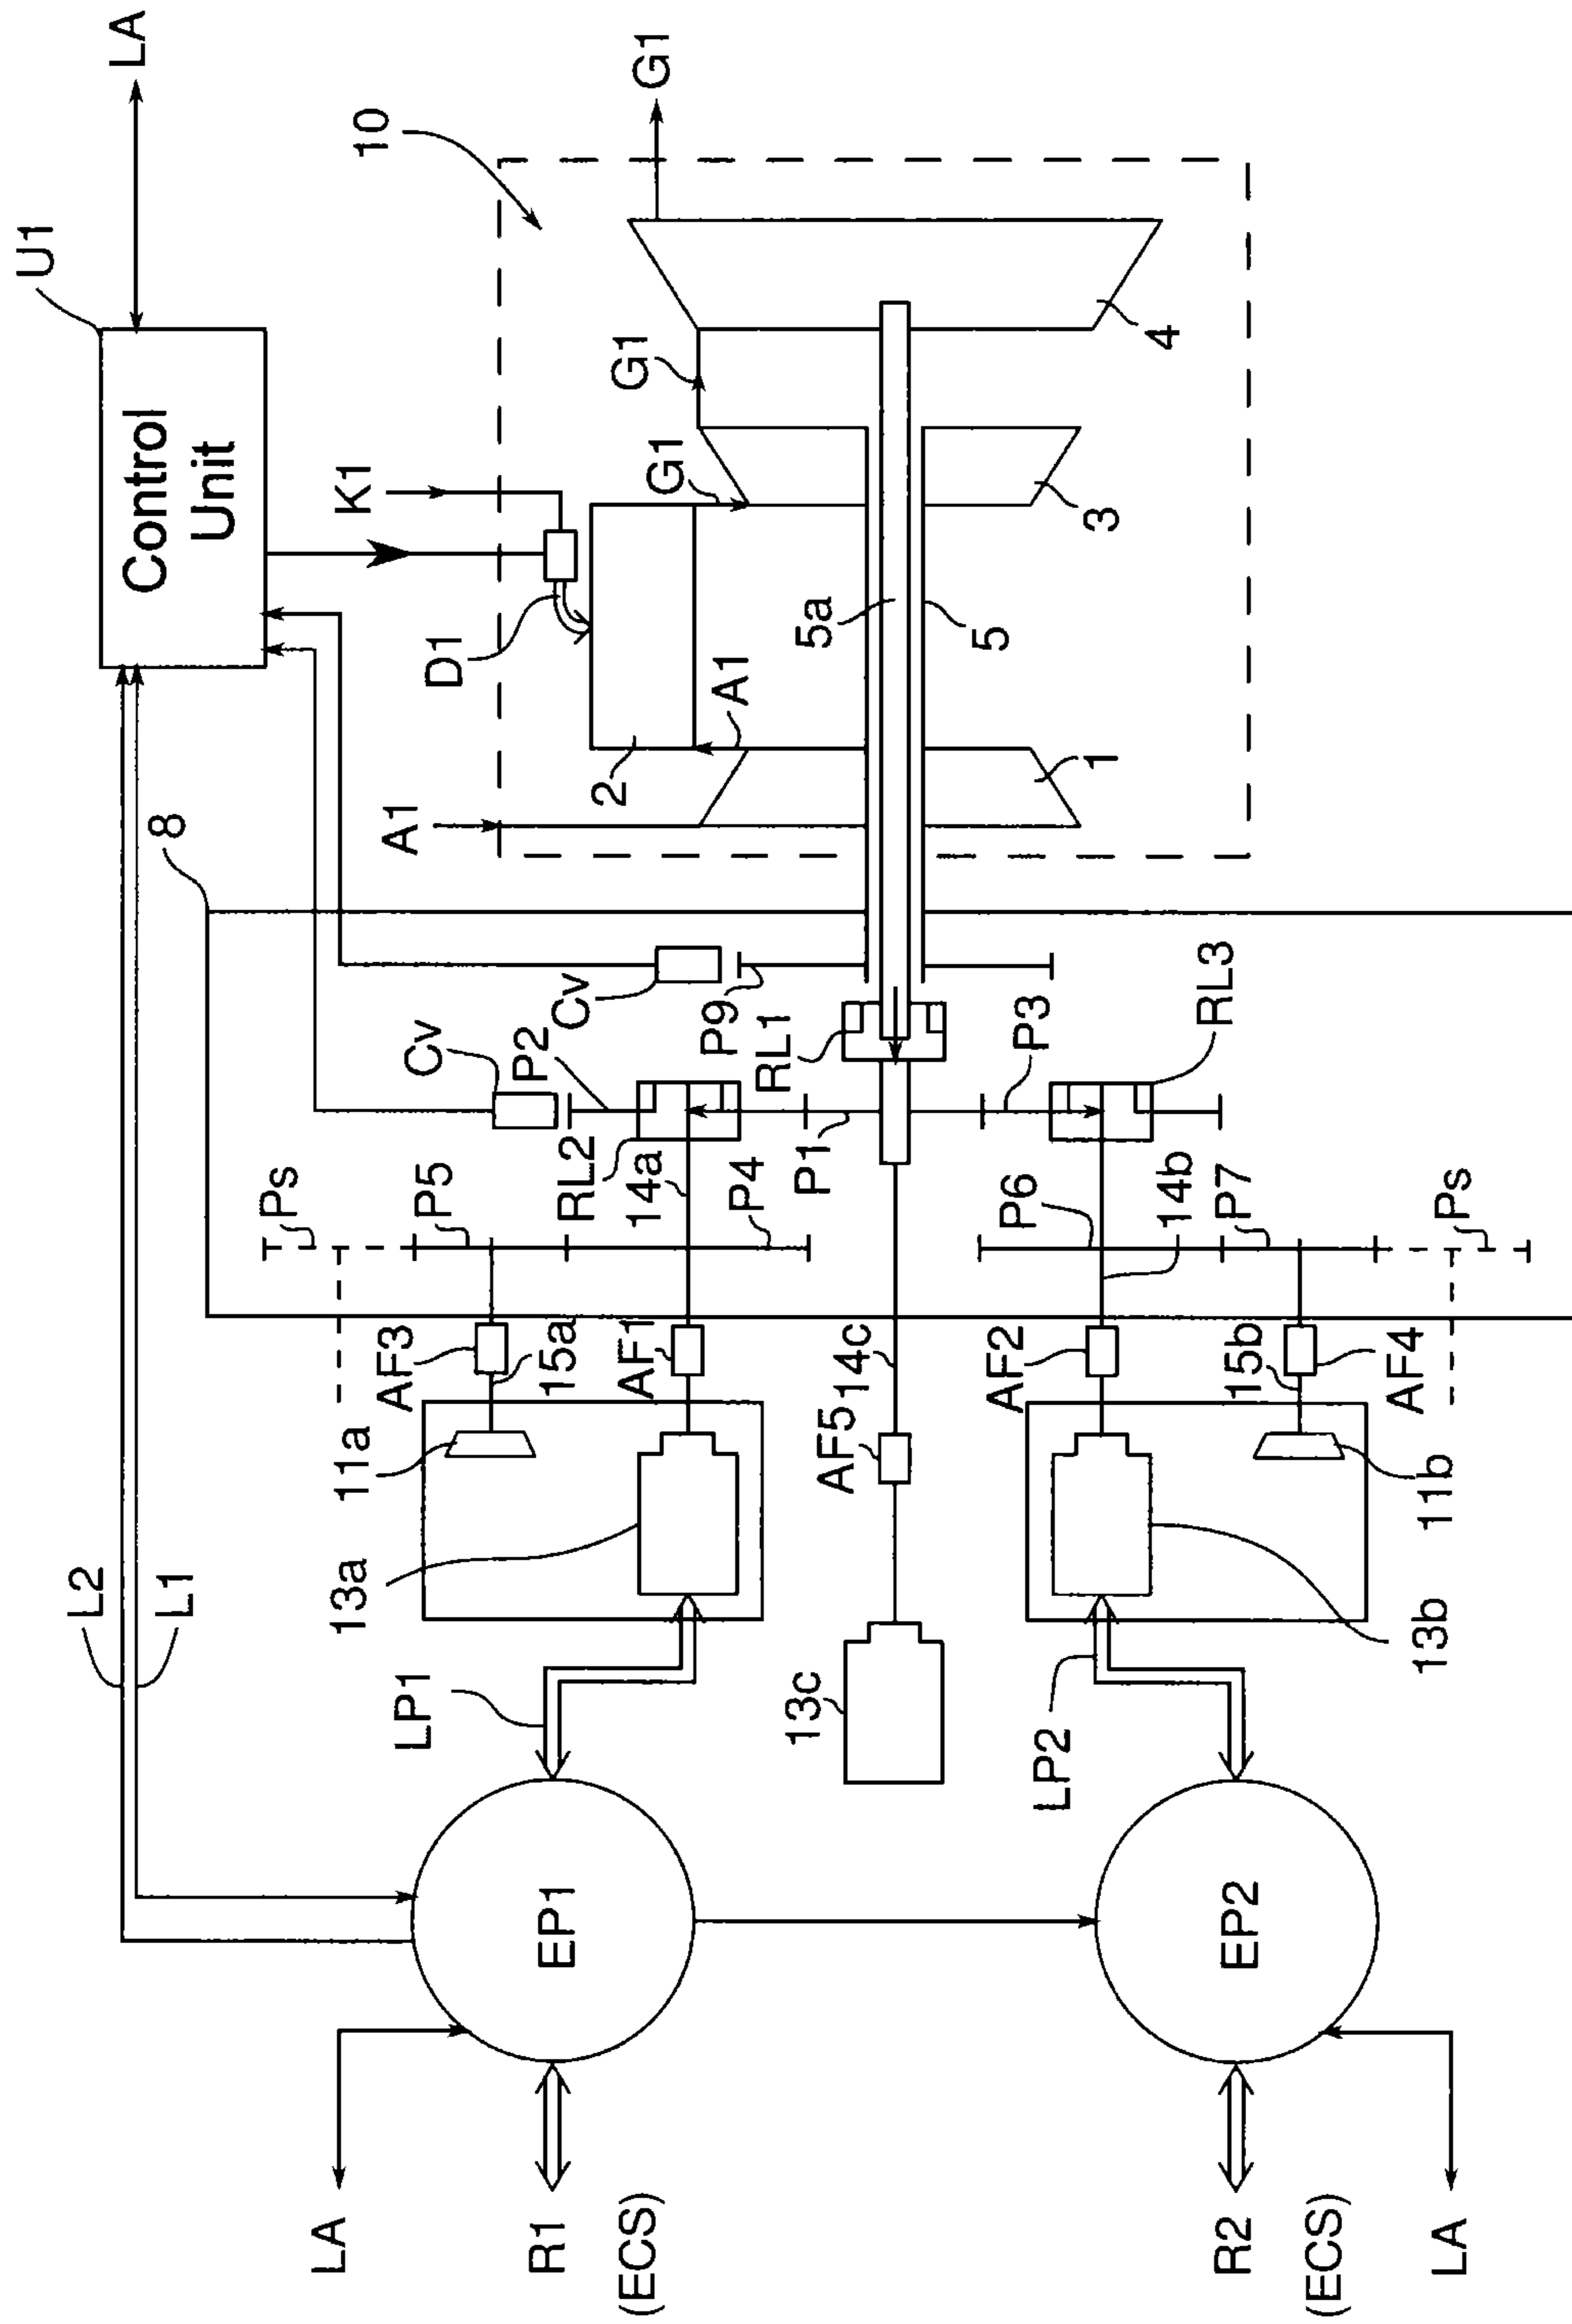 U1
L2
LA
Control
Unit
L1
8
Ps
LA
13a
11a
K1
10
AF3
A1
LP1
Cv
P5
D1
R1
(ECS)
EP1
15a
P2
Cv
RL2
2
G1
AF1
14a
G1
G1
P9
A1
P4
RL1
13c
P1
5a
AF5
14c
5
AF2
P6
P3
LP2
1
3
4
14b
RL3
R2
(ECS)
EP2
15b
P7
AF4
13b
11b
LA
Ps